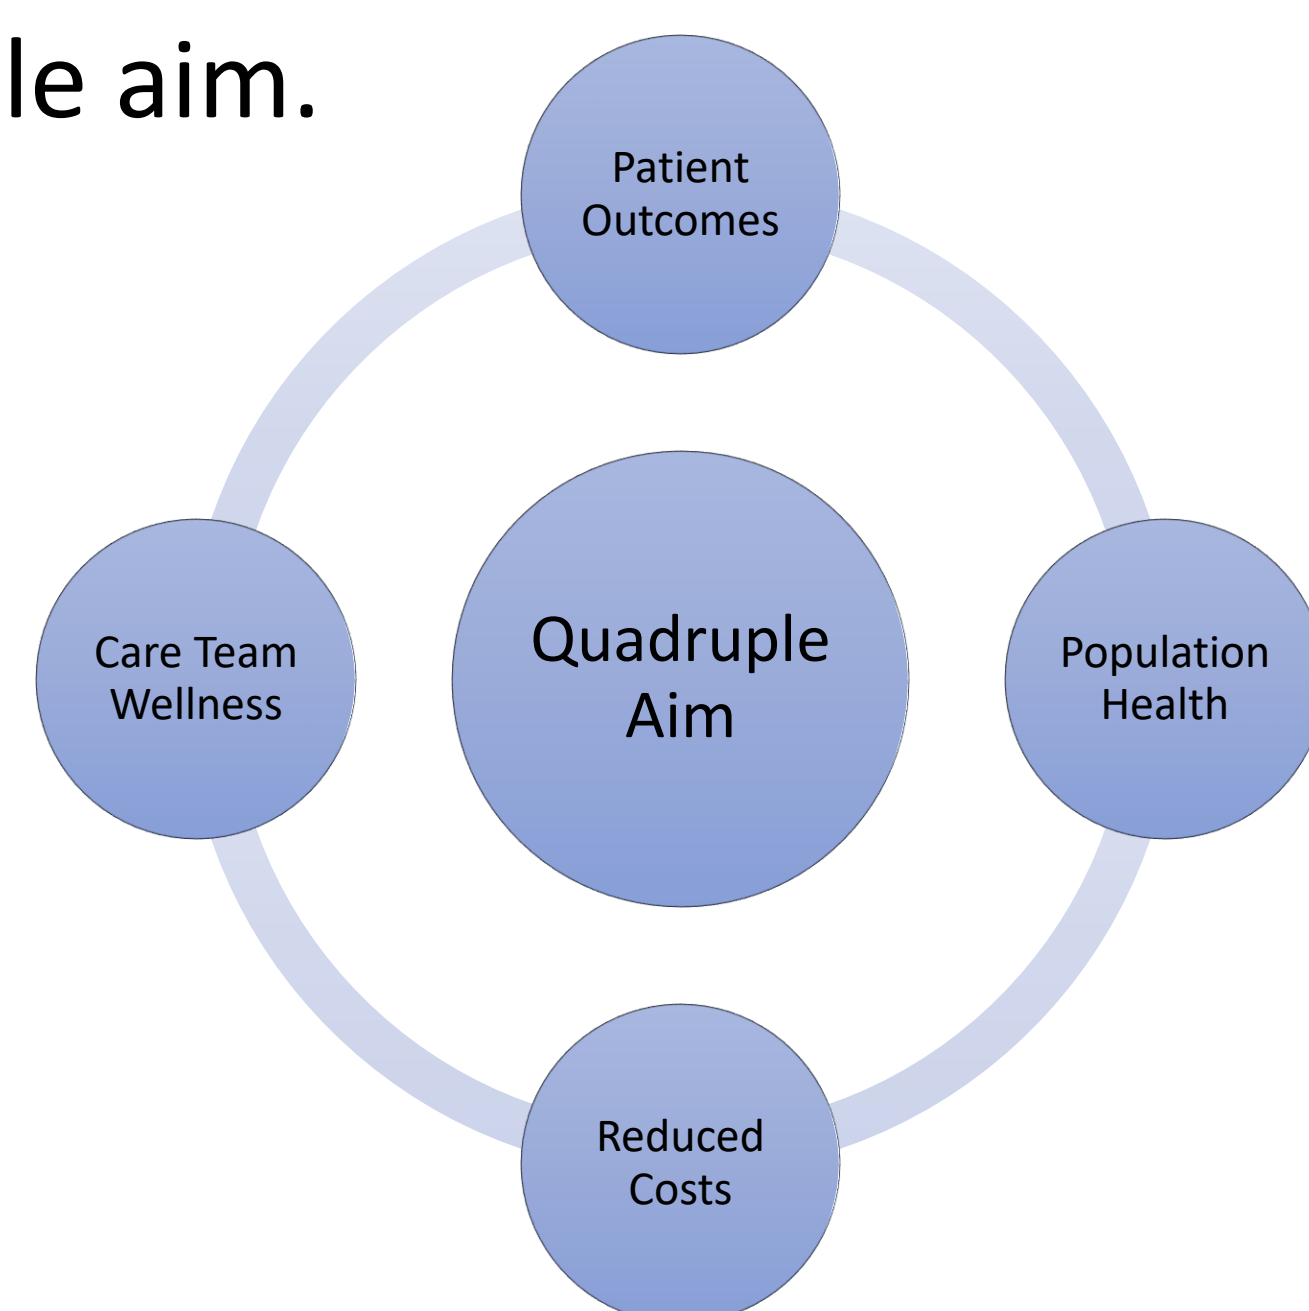 le aim.
Patient
Outcomes
Care Team
Wellness
Quadruple
Aim
Population
Health
Reduced
Costs